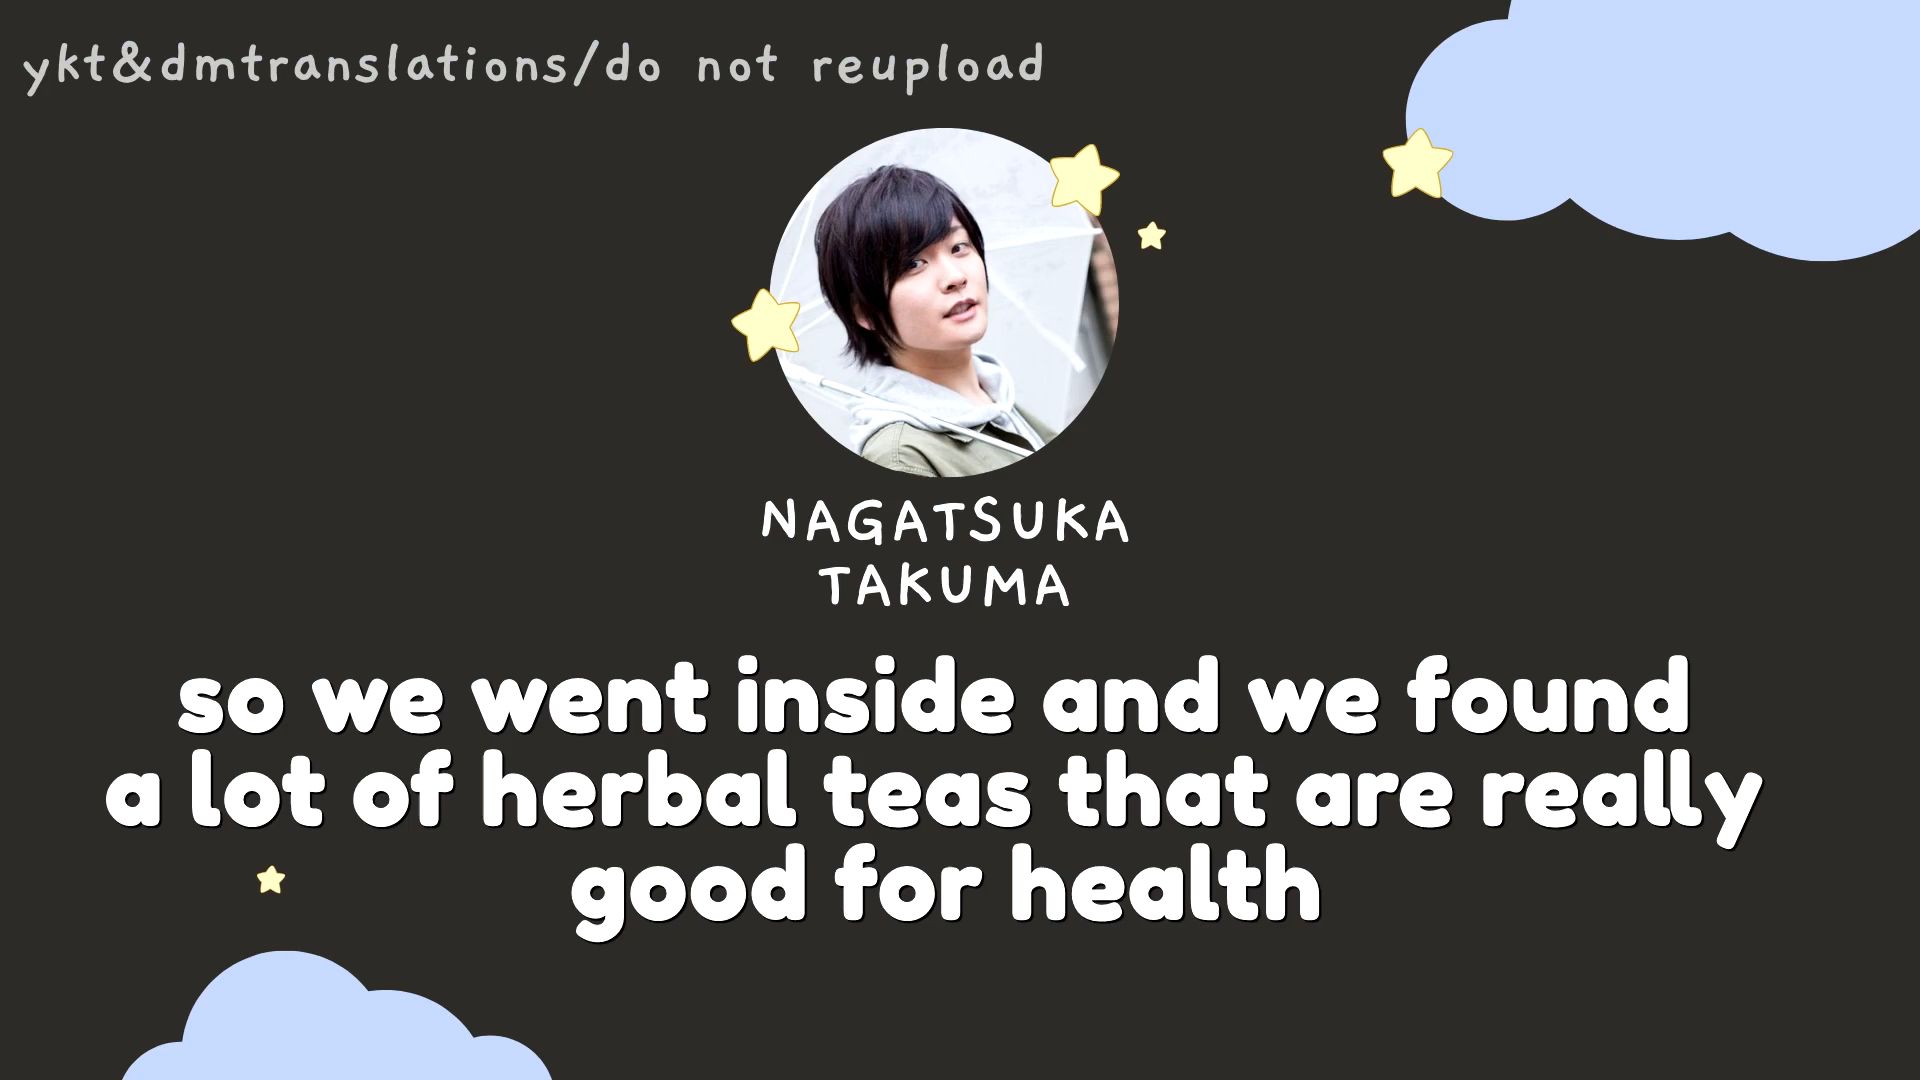 ykt&dmtranslations/do not reupload
NAGATSUKA
TAKUMA
so we went inside and we found
a lot of herbal teas that are really
good for health